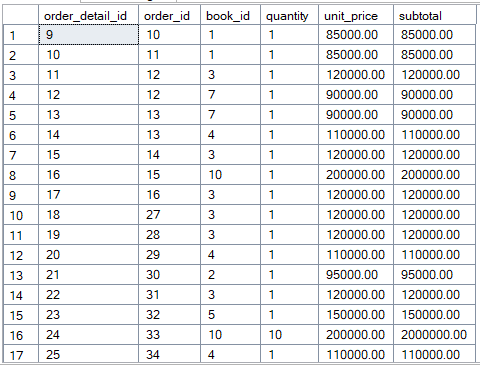 order_detail_id order_id book_id quantity unit_price subtotal
1 9 10 1 1 85000.00 85000.00
2 10 11 1 1 85000.00 85000.00
3 11 12 3 1 120000.00 120000.00
4 12 12 7 1 90000.00 90000.00
5 12 13 7 1 90000.00 90000.00
6 14 13 4 1 110000.00 110000.00
7 15 14 3 1 120000.00 120000.00
8 16 15 10 1 200000.00 200000.00
9 17 16 3 1 120000.00 120000.00
10 18 27 3 1 120000.00 120000.00
11 19 28 3 1 120000.00 120000.00
12 20 29 4 1 110000.00 110000.00
13 21 30 2 1 95000.00 95000.00
14 22 31 3 1 120000.00 120000.00
15 23 32 5 1 150000.00 150000.00
16 24 33 10 10 200000.00 2000000.00
17 25 34 4 1 110000.00 110000.00